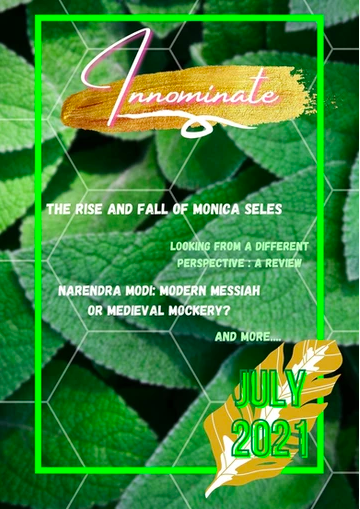 Innominate
THE RISE AND FALL OF MONICA SELES
LOOKING FROM A DIFFERENT
PERSPECTIVE : A REVIEW
NARENDRA MODI: MODERN MESSIAH
OR MEDIEVAL MOCKERY?
AND MORE....
JULY
2021